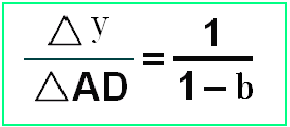 △y / △AD = 1 / 1 − b